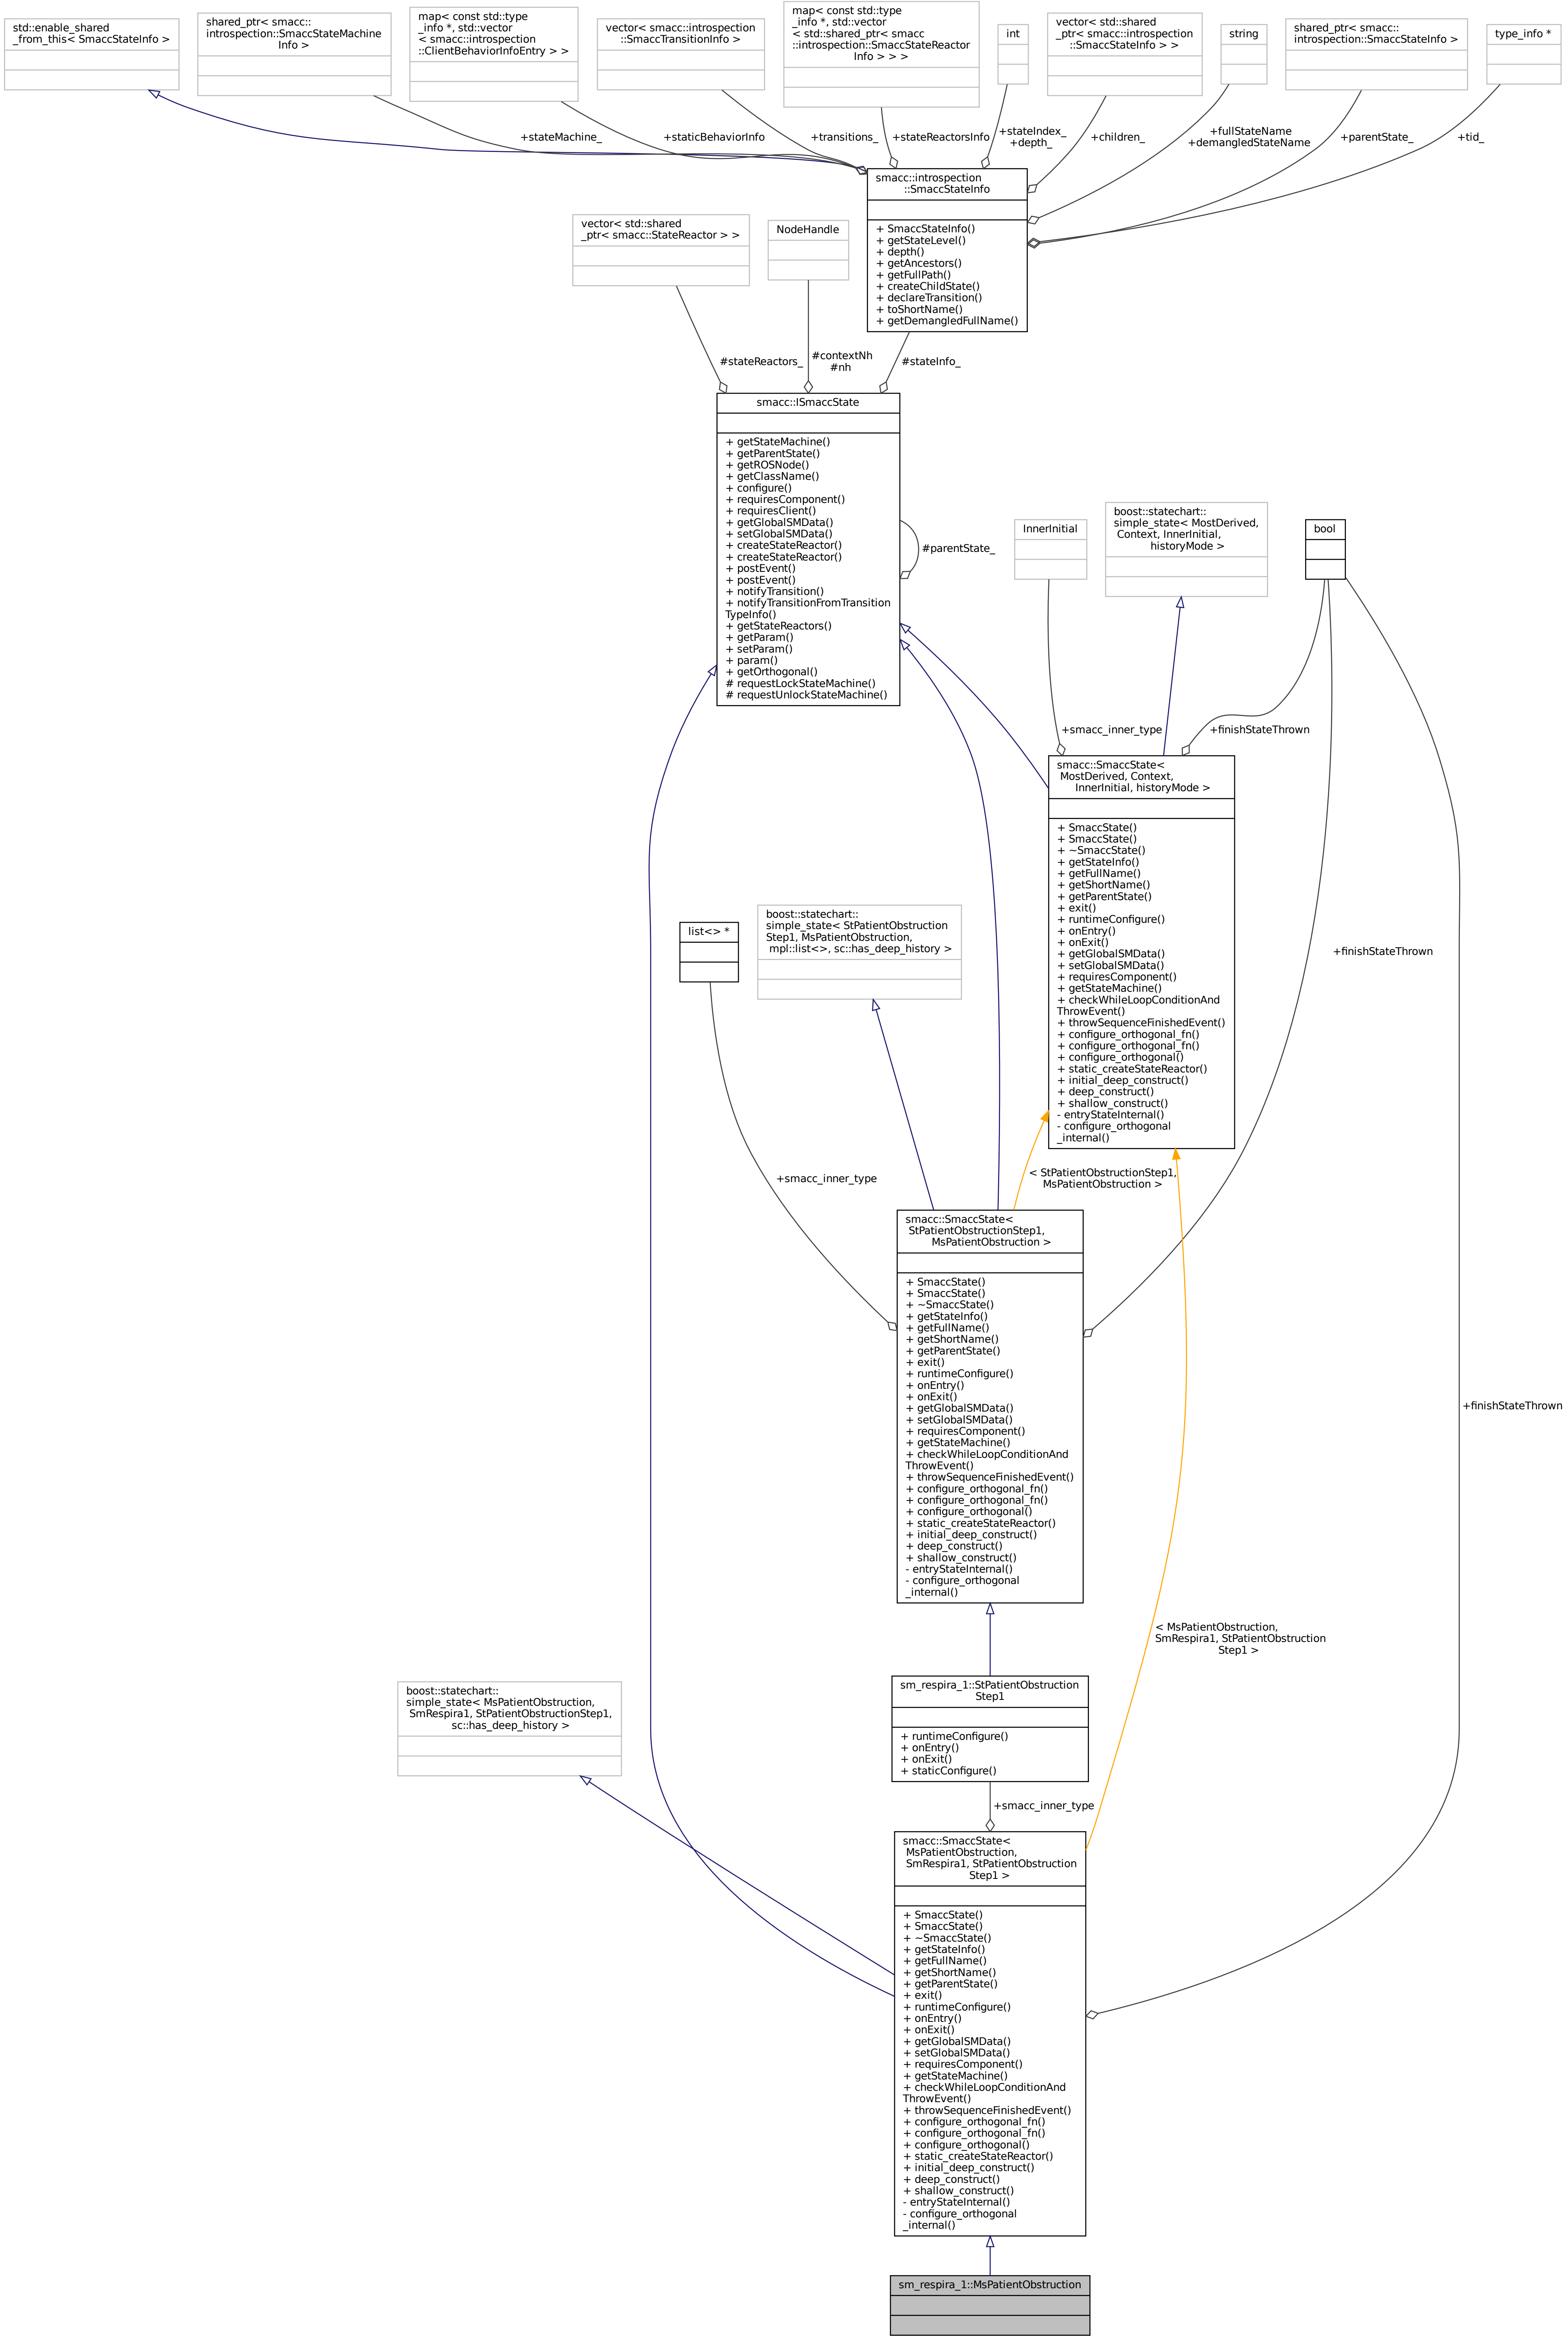 std::enable_shared
_from_this< SmaccStateInfo >
shared_ptr< smacc::
introspection::SmaccStateMachine
Info >
map< const std::type
_info *, std::vector
< smacc::introspection
::ClientBehaviorInfoEntry > >
vector< smacc::introspection
::SmaccTransitionInfo >
map< const std::type
_info *, std::vector
< std::shared_ptr< smacc
::introspection::SmaccStateReactor
Info > > >
int
vector< std::shared
_ptr< smacc::introspection
::SmaccStateInfo > >
string
shared_ptr< smacc::
introspection::SmaccStateInfo >
type_info *
+stateMachine_
+staticBehaviorInfo
+transitions_
+stateReactorsInfo
+stateIndex_
+depth_
+children_
+fullStateName
+demangledStateName
+parentState_
+tid_
smacc::introspection
::SmaccStateInfo
+ SmaccStateInfo()
+ getStateLevel()
+ depth()
+ getAncestors()
+ getFullPath()
+ createChildState()
+ declareTransition()
+ toShortName()
+ getDemangledFullName()
vector< std::shared
_ptr< smacc::StateReactor > >
NodeHandle
#stateReactors_
#contextNh
#nh
#stateInfo_
smacc::ISmaccState
+ getStateMachine()
+ getParentState()
+ getROSNode()
+ getClassName()
+ configure()
+ requiresComponent()
+ requiresClient()
+ getGlobalSMData()
+ setGlobalSMData()
+ createStateReactor()
+ createStateReactor()
+ postEvent()
+ postEvent()
+ notifyTransition()
+ notifyTransitionFromTransition
TypeInfo()
+ getStateReactors()
+ getParam()
+ setParam()
+ param()
+ getOrthogonal()
# requestLockStateMachine()
# requestUnlockStateMachine()
#parentState_
InnerInitial
boost::statechart::
simple_state< MostDerived,
Context, InnerInitial,
historyMode >
bool
+smacc_inner_type
+finishStateThrown
smacc::SmaccState<
MostDerived, Context,
InnerInitial, historyMode >
+ SmaccState()
+ SmaccState()
+ ~SmaccState()
+ getStateInfo()
+ getFullName()
+ getShortName()
+ getParentState()
+ exit()
+ runtimeConfigure()
+ onEntry()
+ onExit()
+ getGlobalSMData()
+ setGlobalSMData()
+ requiresComponent()
+ getStateMachine()
+ checkWhileLoopConditionAnd
ThrowEvent()
+ throwSequenceFinishedEvent()
+ configure_orthogonal_fn()
+ configure_orthogonal_fn()
+ configure_orthogonal()
+ static_createStateReactor()
+ initial_deep_construct()
+ deep_construct()
+ shallow_construct()
- entryStateInternal()
- configure_orthogonal
_internal()
list<> *
boost::statechart::
simple_state< StPatientObstruction
Step1, MsPatientObstruction,
mpl::list<>, sc::has_deep_history >
+finishStateThrown
+smacc_inner_type
< StPatientObstructionStep1,
MsPatientObstruction >
smacc::SmaccState<
StPatientObstructionStep1,
MsPatientObstruction >
+ SmaccState()
+ SmaccState()
+ ~SmaccState()
+ getStateInfo()
+ getFullName()
+ getShortName()
+ getParentState()
+ exit()
+ runtimeConfigure()
+ onEntry()
+ onExit()
+ getGlobalSMData()
+ setGlobalSMData()
+ requiresComponent()
+ getStateMachine()
+ checkWhileLoopConditionAnd
ThrowEvent()
+ throwSequenceFinishedEvent()
+ configure_orthogonal_fn()
+ configure_orthogonal_fn()
+ configure_orthogonal()
+ static_createStateReactor()
+ initial_deep_construct()
+ deep_construct()
+ shallow_construct()
- entryStateInternal()
- configure_orthogonal
_internal()
+finishStateThrown
< MsPatientObstruction,
SmRespira1, StPatientObstruction
Step1 >
boost::statechart::
simple_state< MsPatientObstruction,
SmRespira1, StPatientObstructionStep1,
sc::has_deep_history >
sm_respira_1::StPatientObstruction
Step1
+ runtimeConfigure()
+ onEntry()
+ onExit()
+ staticConfigure()
+smacc_inner_type
smacc::SmaccState<
MsPatientObstruction,
SmRespira1, StPatientObstruction
Step1 >
+ SmaccState()
+ SmaccState()
+ ~SmaccState()
+ getStateInfo()
+ getFullName()
+ getShortName()
+ getParentState()
+ exit()
+ runtimeConfigure()
+ onEntry()
+ onExit()
+ getGlobalSMData()
+ setGlobalSMData()
+ requiresComponent()
+ getStateMachine()
+ checkWhileLoopConditionAnd
ThrowEvent()
+ throwSequenceFinishedEvent()
+ configure_orthogonal_fn()
+ configure_orthogonal_fn()
+ configure_orthogonal()
+ static_createStateReactor()
+ initial_deep_construct()
+ deep_construct()
+ shallow_construct()
- entryStateInternal()
- configure_orthogonal
_internal()
sm_respira_1::MsPatientObstruction